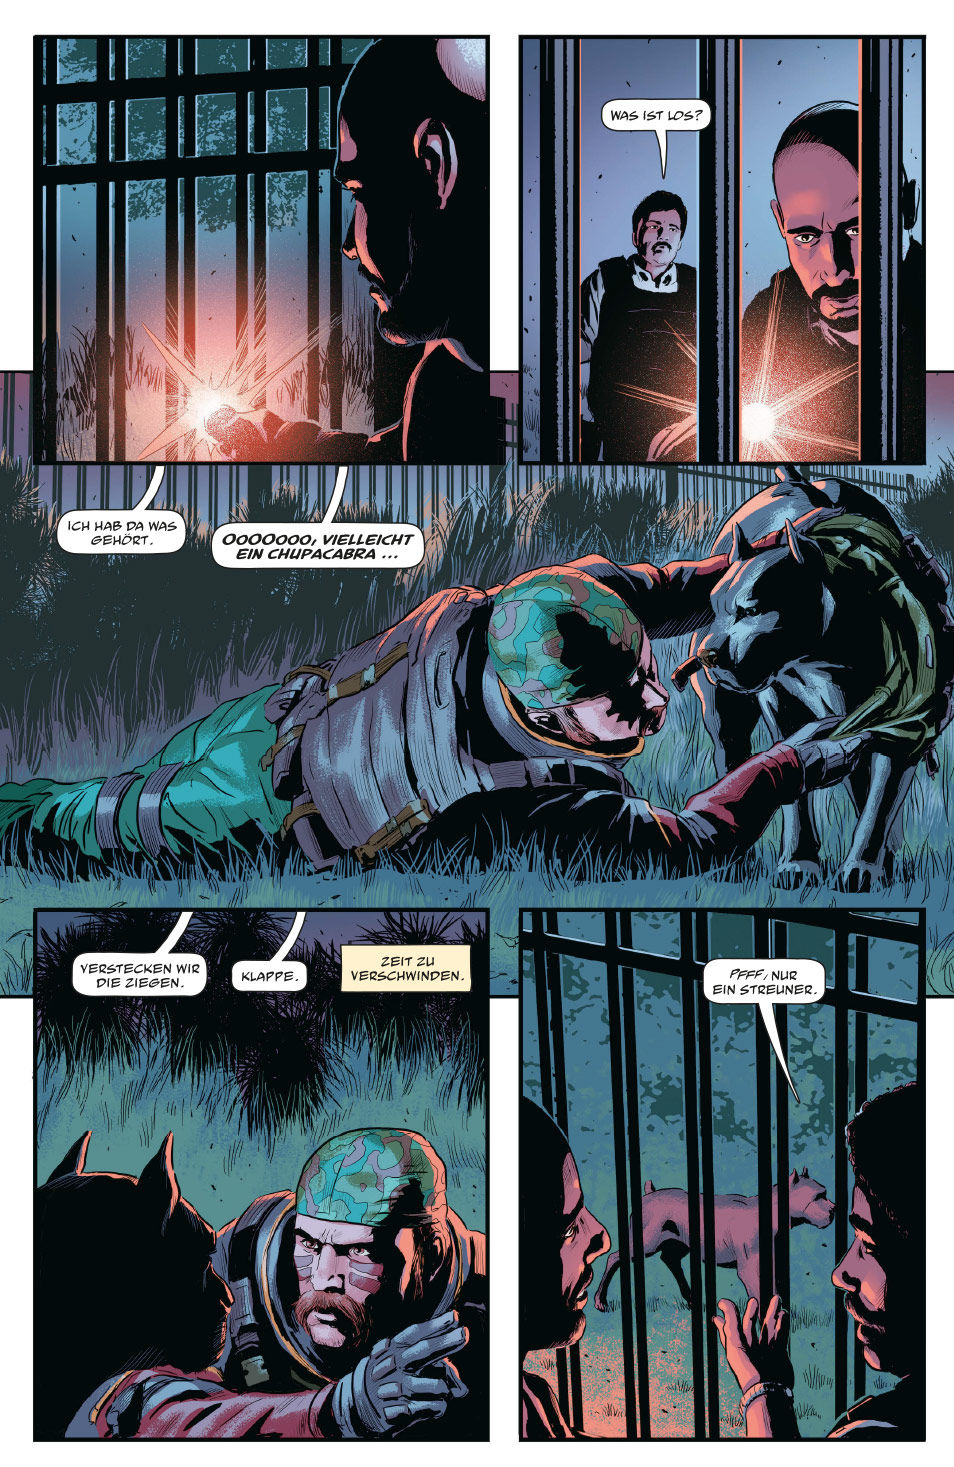 WAS IST LOS?
ICH HAB DA WAS
GEHÖRT.
OOOOOOO, VIELLEICHT
EIN CHUPACABRA ...
VERSTECKEN WIR
DIE ZIEGEN.
KLAPPE.
ZEIT ZU
VERSCHWINDEN.
PFFF, NUR
EIN STREUNER.